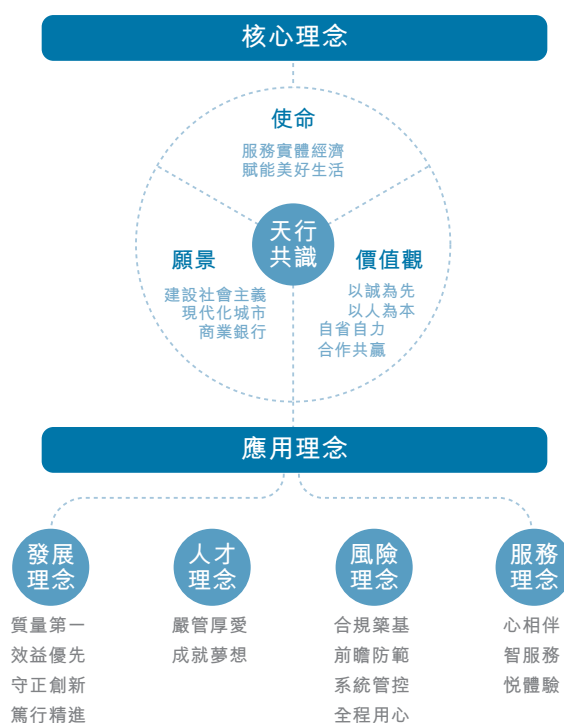 核心理念
使命
服務實體經濟
賦能美好生活
天行
共識
願景
建設社會主義
現代化城市
商業銀行
價值觀
以誠為先
以人為本
自省自力
合作共贏
應用理念
發展
理念
質量第一
效益優先
守正創新
篤行精進
人才
理念
嚴管厚愛
成就夢想
風險
理念
合規築基
前瞻防範
系統管控
全程用心
服務
理念
心相伴
智服務
悅體驗